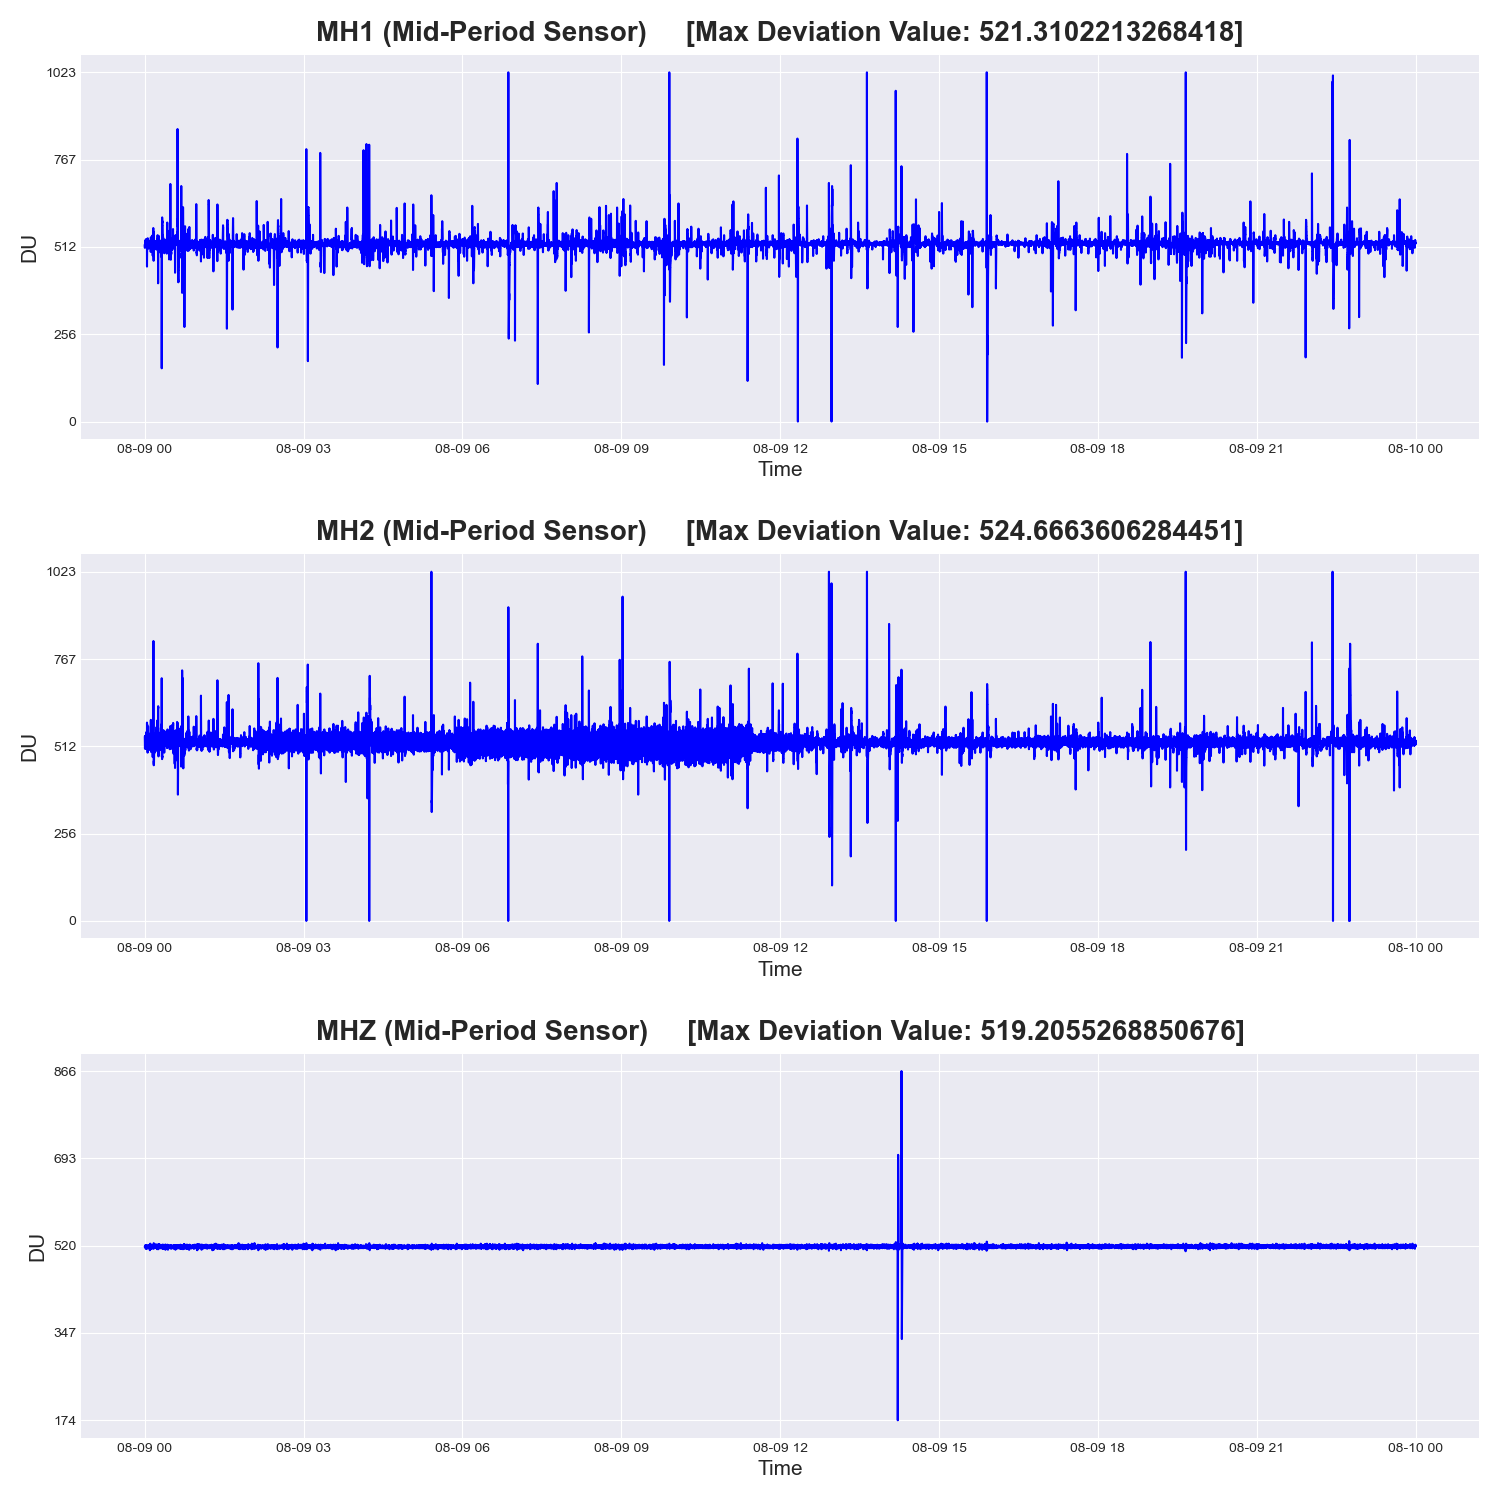 MH1 (Mid-Period Sensor) [Max Deviation Value: 521.3102213268418]
1023
767
512
256
0
DU
08-09 00 08-09 03 08-09 06 08-09 09 08-09 12 08-09 15 08-09 18 08-09 21 08-10 00
Time
MH2 (Mid-Period Sensor) [Max Deviation Value: 524.6663606284451]
1023
767
512
256
0
DU
08-09 00 08-09 03 08-09 06 08-09 09 08-09 12 08-09 15 08-09 18 08-09 21 08-10 00
Time
MHZ (Mid-Period Sensor) [Max Deviation Value: 519.2055268850676]
866
693
520
347
174
DU
08-09 00 08-09 03 08-09 06 08-09 09 08-09 12 08-09 15 08-09 18 08-09 21 08-10 00
Time